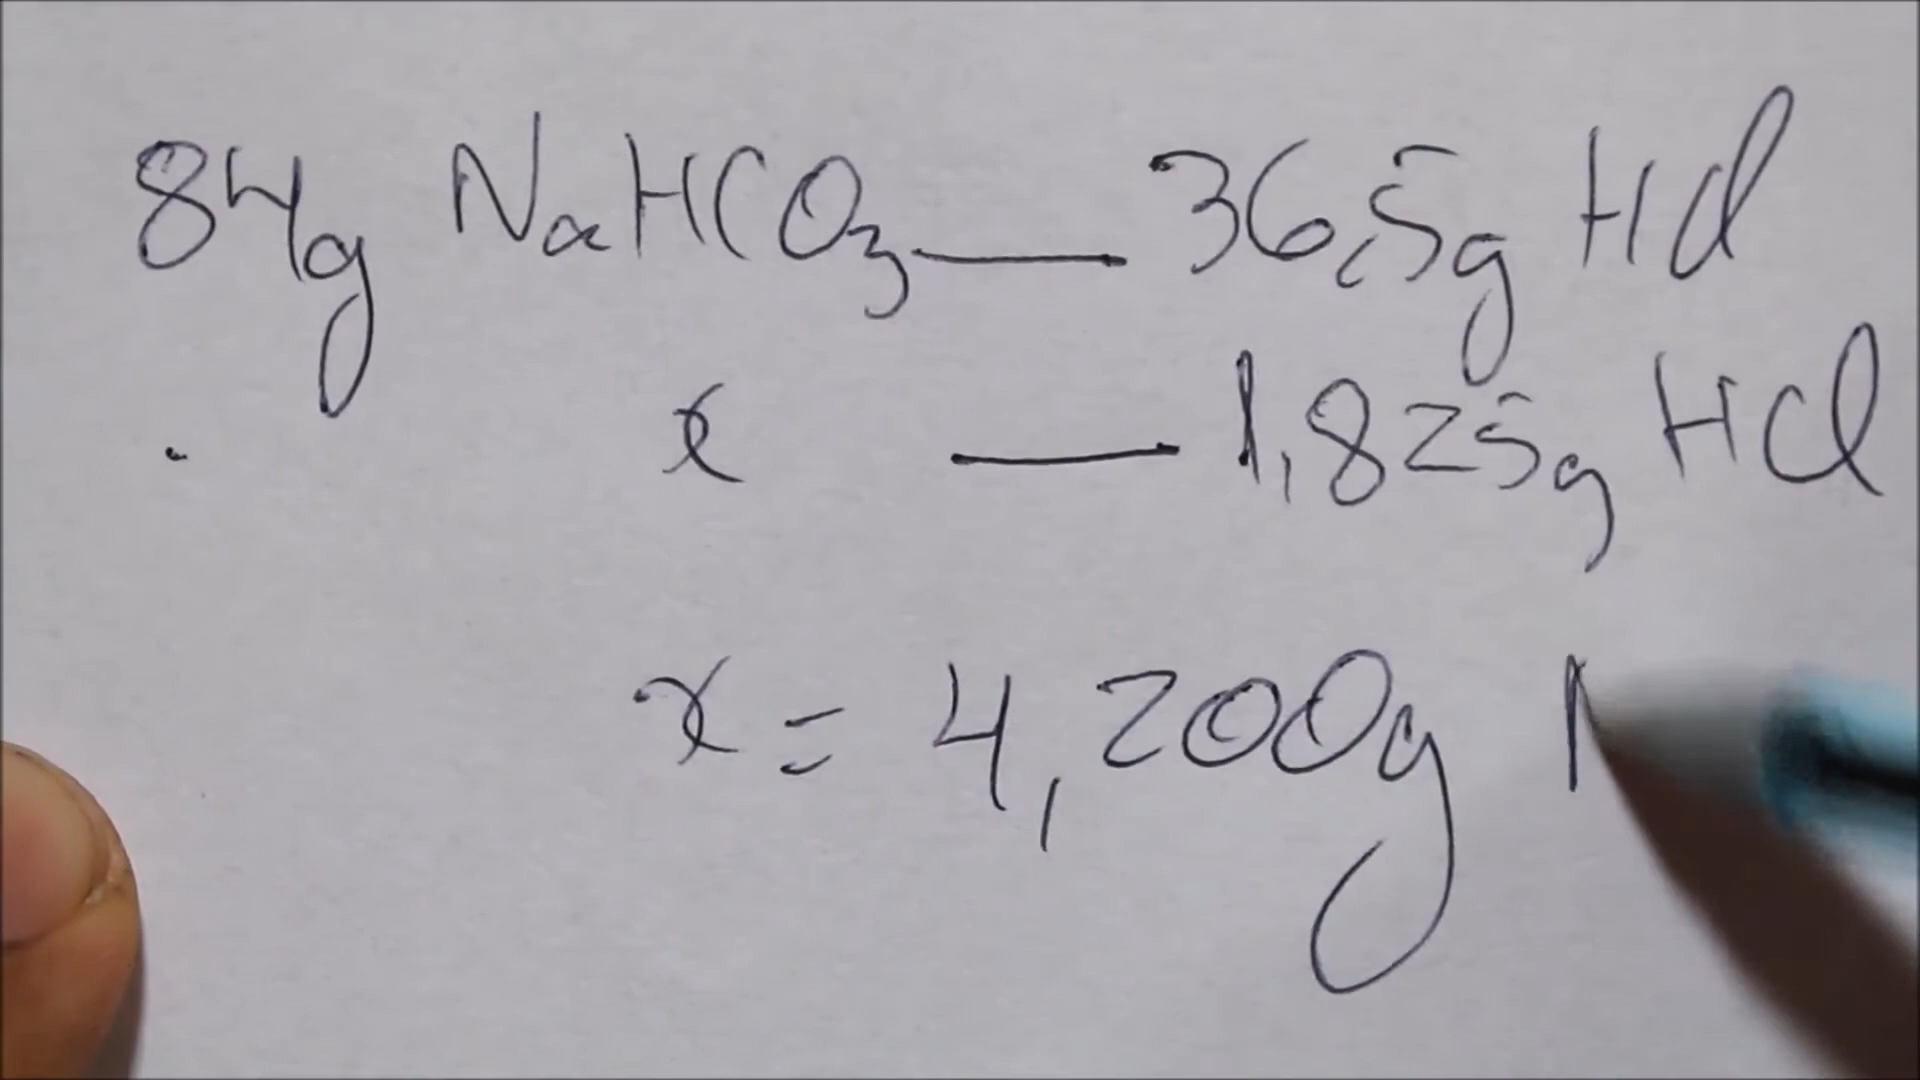 84g NaHCO₃ — 36,5g HCl
x — 1,825g HCl
x = 4,200g N